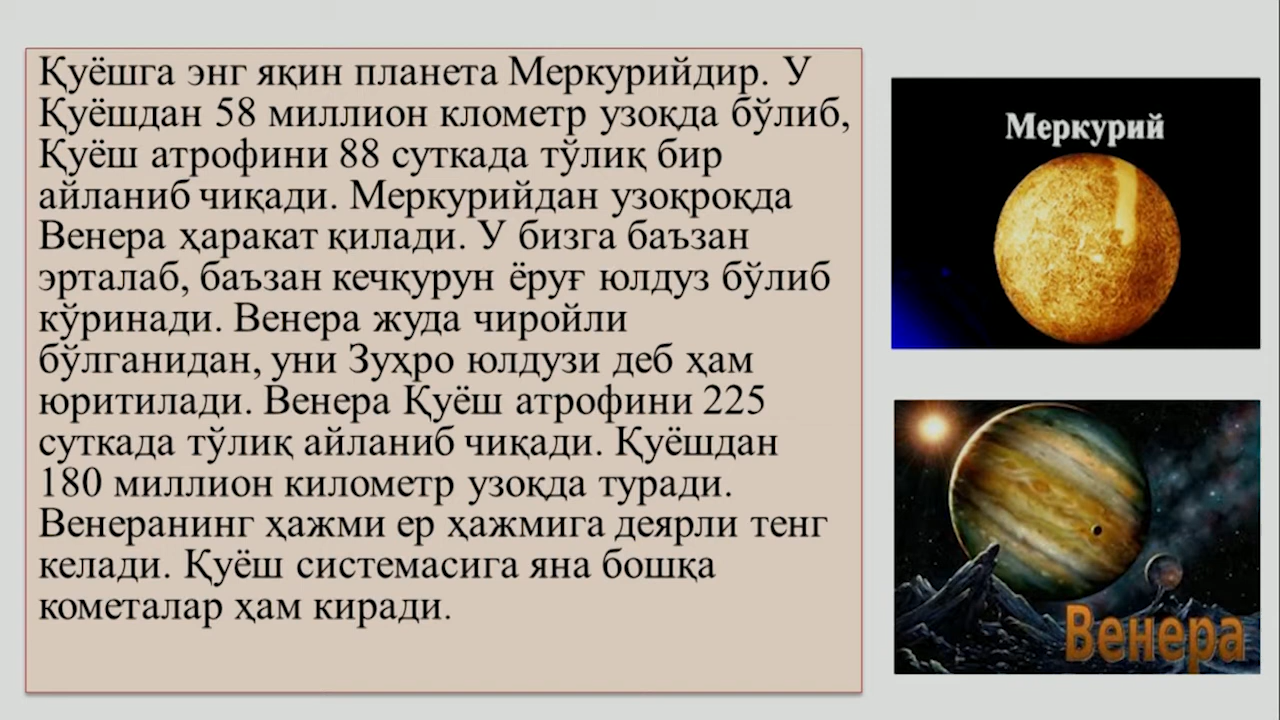 Қуёшга энг яқин планета Меркурийдир. У
Қуёшдан 58 миллион клометр узоқда бўлиб,
Қуёш атрофини 88 суткада тўлиқ бир
айланиб чиқади. Меркурийдан узоқроқда
Венера ҳаракат қилади. У бизга баъзан
эрталаб, баъзан кечқурун ёруғ юлдуз бўлиб
кўринади. Венера жуда чиройли
бўлганидан, уни Зуҳро юлдузи деб ҳам
юритилади. Венера Қуёш атрофини 225
суткада тўлиқ айланиб чиқади. Қуёшдан
180 миллион километр узоқда туради.
Венеранинг ҳажми ер ҳажмига деярли тенг
келади. Қуёш системасига яна бошқа
кометалар ҳам киради.
Меркурий
Венера